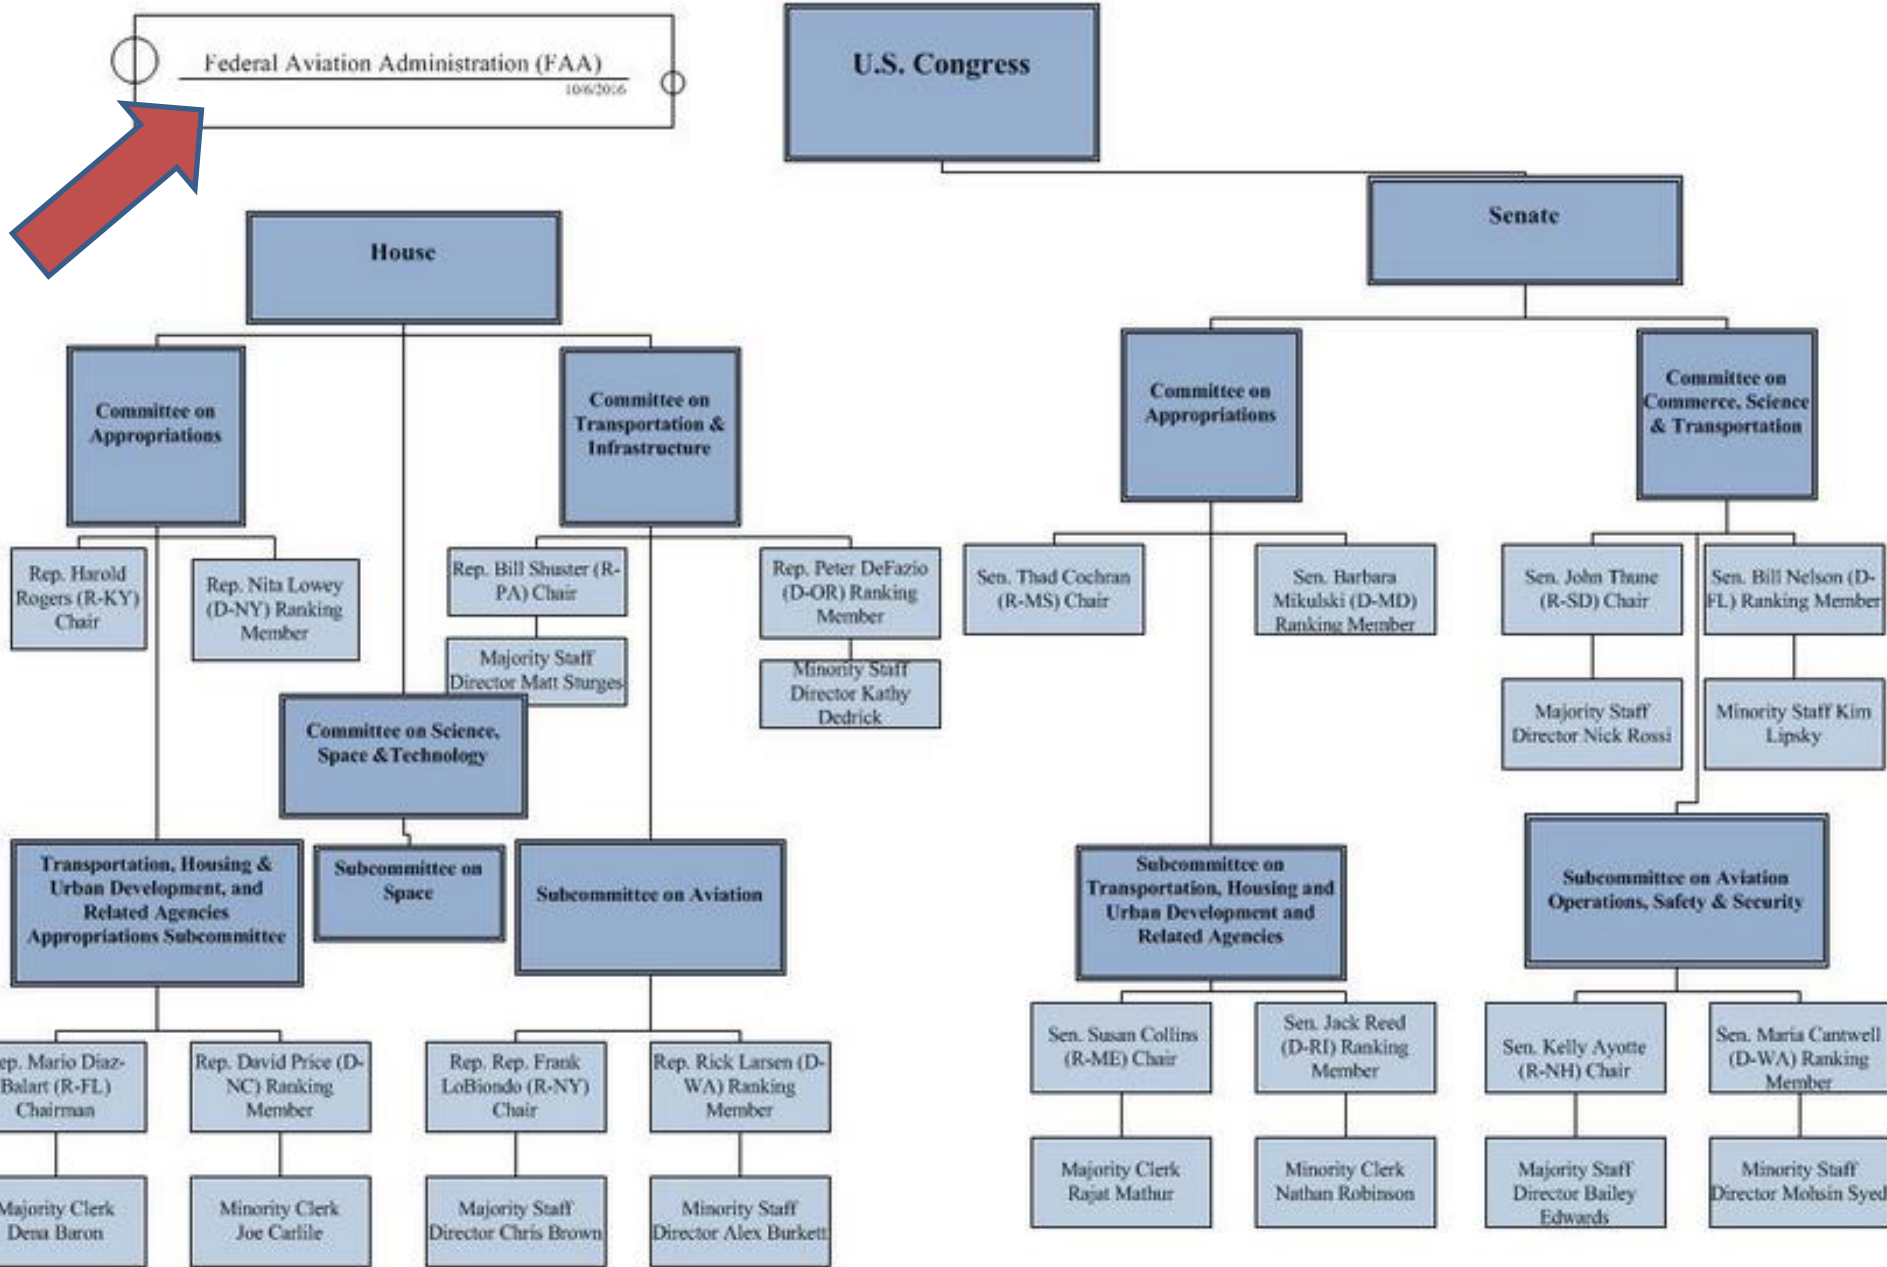 Federal Aviation Administration (FAA)
10/6/2016
U.S. Congress
House
Senate
Committee on
Appropriations
Committee on
Transportation &
Infrastructure
Committee on
Appropriations
Committee on
Commerce, Science
& Transportation
Rep. Harold
Rogers (R-KY)
Chair
Rep. Nita Lowey
(D-NY) Ranking
Member
Rep. Bill Shuster (R-
PA) Chair
Majority Staff
Director Matt Sturges
Rep. Peter DeFazio
(D-OR) Ranking
Member
Minority Staff
Director Kathy
Dedrick
Sen. Thad Cochran
(R-MS) Chair
Sen. Barbara
Mikulski (D-MD)
Ranking Member
Sen. John Thune
(R-SD) Chair
Majority Staff
Director Nick Rossi
Sen. Bill Nelson (D-
FL) Ranking Member
Minority Staff Kim
Lipsky
Committee on Science,
Space &Technology
Transportation, Housing &
Urban Development, and
Related Agencies
Appropriations Subcommittee
Subcommittee on
Space
Subcommittee on Aviation
Subcommittee on
Transportation, Housing and
Urban Development and
Related Agencies
Subcommittee on Aviation
Operations, Safety & Security
ep. Mario Diaz-
Balart (R-FL)
Chairman
Majority Clerk
Dena Baron
Rep. David Price (D-
NC) Ranking
Member
Minority Clerk
Joe Carlile
Rep. Rep. Frank
LoBiondo (R-NY)
Chair
Majority Staff
Director Chris Brown
Rep. Rick Larsen (D-
WA) Ranking
Member
Minority Staff
Director Alex Burkett
Sen. Susan Collins
(R-ME) Chair
Majority Clerk
Rajat Mathur
Sen. Jack Reed
(D-RI) Ranking
Member
Minority Clerk
Nathan Robinson
Sen. Kelly Ayotte
(R-NH) Chair
Majority Staff
Director Bailey
Edwards
Sen. Maria Cantwell
(D-WA) Ranking
Member
Minority Staff
Director Mohsin Syed